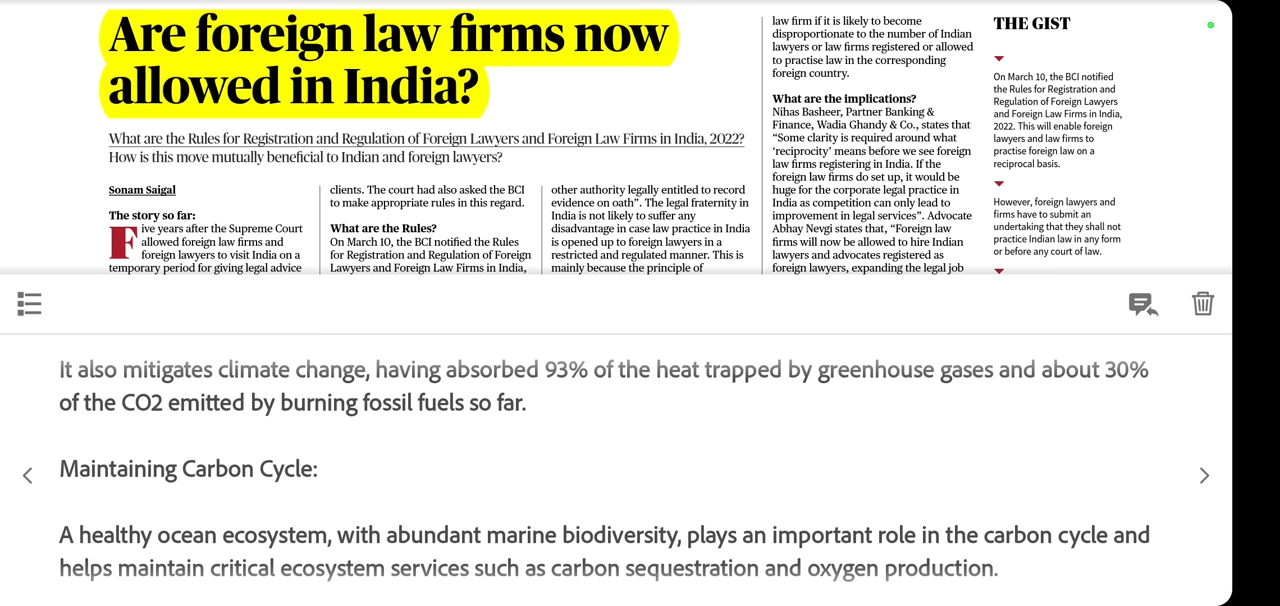 Are foreign law firms now
allowed in India?
What are the Rules for Registration and Regulation of Foreign Lawyers and Foreign Law Firms in India, 2022?
How is this move mutually beneficial to Indian and foreign lawyers?
Sonam Saigal
The story so far:
Five years after the Supreme Court
allowed foreign law firms and
foreign lawyers to visit India on a
temporary period for giving legal advice
clients. The court had also asked the BCI
to make appropriate rules in this regard.
What are the Rules?
On March 10, the BCI notified the Rules
for Registration and Regulation of Foreign
Lawyers and Foreign Law Firms in India,
other authority legally entitled to record
evidence on oath”. The legal fraternity in
India is not likely to suffer any
disadvantage in case law practice in India
is opened up to foreign lawyers in a
restricted and regulated manner. This is
mainly because the principle of
law firm if it is likely to become
disproportionate to the number of Indian
lawyers or law firms registered or allowed
to practise law in the corresponding
foreign country.
What are the implications?
Nihas Basheer, Partner Banking &
Finance, Wadia Ghandy & Co., states that
“Some clarity is required around what
‘reciprocity’ means before we see foreign
law firms registering in India. If the
foreign law firms do set up, it would be
huge for the corporate legal practice in
India as competition can only lead to
improvement in legal services”. Advocate
Abhay Nevgi states that, “Foreign law
firms will now be allowed to hire Indian
lawyers and advocates registered as
foreign lawyers, expanding the legal job
THE GIST
On March 10, the BCI notified
the Rules for Registration and
Regulation of Foreign Lawyers
and Foreign Law Firms in India,
2022. This will enable foreign
lawyers and law firms to
practise foreign law on a
reciprocal basis.
However, foreign lawyers and
firms have to submit an
undertaking that they shall not
practice Indian law in any form
or before any court of law.
It also mitigates climate change, having absorbed 93% of the heat trapped by greenhouse gases and about 30%
of the CO2 emitted by burning fossil fuels so far.
Maintaining Carbon Cycle:
A healthy ocean ecosystem, with abundant marine biodiversity, plays an important role in the carbon cycle and
helps maintain critical ecosystem services such as carbon sequestration and oxygen production.